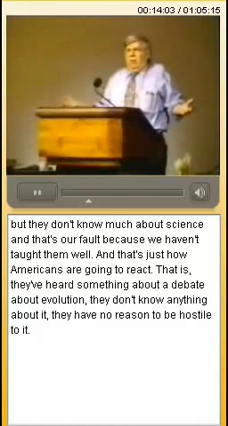 00:14:03 / 01:05:15
but they don't know much about science
and that's our fault because we haven't
taught them well. And that's just how
Americans are going to react. That is,
they've heard something about a debate
about evolution, they don't know anything
about it, they have no reason to be hostile
to it.